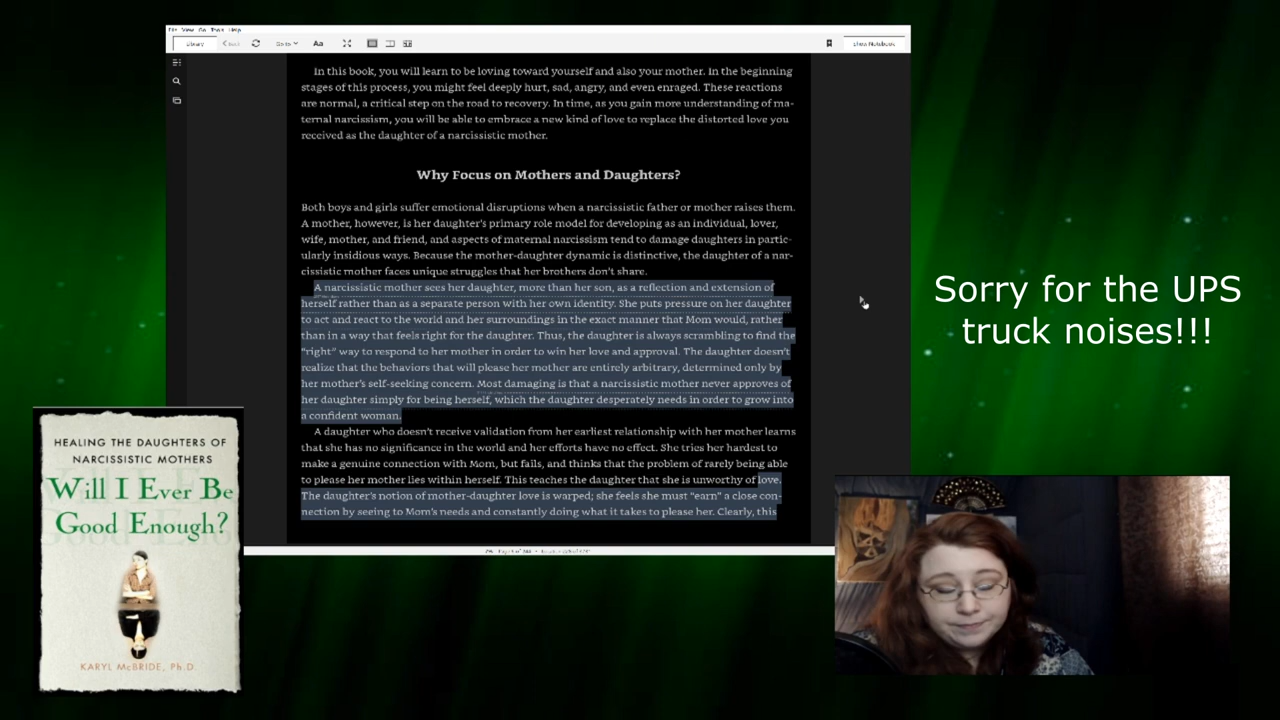 File View Go Tools Help
Library Back Go to Aa Show Notebook
In this book, you will learn to be loving toward yourself and also your mother. In the beginning
stages of this process, you might feel deeply hurt, sad, angry, and even enraged. These reactions
are normal, a critical step on the road to recovery. In time, as you gain more understanding of ma-
ternal narcissism, you will be able to embrace a new kind of love to replace the distorted love you
received as the daughter of a narcissistic mother.
Why Focus on Mothers and Daughters?
Both boys and girls suffer emotional disruptions when a narcissistic father or mother raises them.
A mother, however, is her daughter's primary role model for developing as an individual, lover,
wife, mother, and friend, and aspects of maternal narcissism tend to damage daughters in partic-
ularly insidious ways. Because the mother-daughter dynamic is distinctive, the daughter of a nar-
cissistic mother faces unique struggles that her brothers don't share.
A narcissistic mother sees her daughter, more than her son, as a reflection and extension of
herself rather than as a separate person with her own identity. She puts pressure on her daughter
to act and react to the world and her surroundings in the exact manner that Mom would, rather
than in a way that feels right for the daughter. Thus, the daughter is always scrambling to find the
"right" way to respond to her mother in order to win her love and approval. The daughter doesn't
realize that the behaviors that will please her mother are entirely arbitrary, determined only by
her mother's self-seeking concern. Most damaging is that a narcissistic mother never approves of
her daughter simply for being herself, which the daughter desperately needs in order to grow into
a confident woman.
A daughter who doesn't receive validation from her earliest relationship with her mother learns
that she has no significance in the world and her efforts have no effect. She tries her hardest to
make a genuine connection with Mom, but fails, and thinks that the problem of rarely being able
to please her mother lies within herself. This teaches the daughter that she is unworthy of love.
The daughter's notion of mother-daughter love is warped; she feels she must "earn" a close con-
nection by seeing to Mom's needs and constantly doing what it takes to please her. Clearly, this
Sorry for the UPS
truck noises!!!
HEALING THE DAUGHTERS OF
NARCISSISTIC MOTHERS
Will I Ever Be
Good Enough?
KARYL McBRIDE, Ph.D.